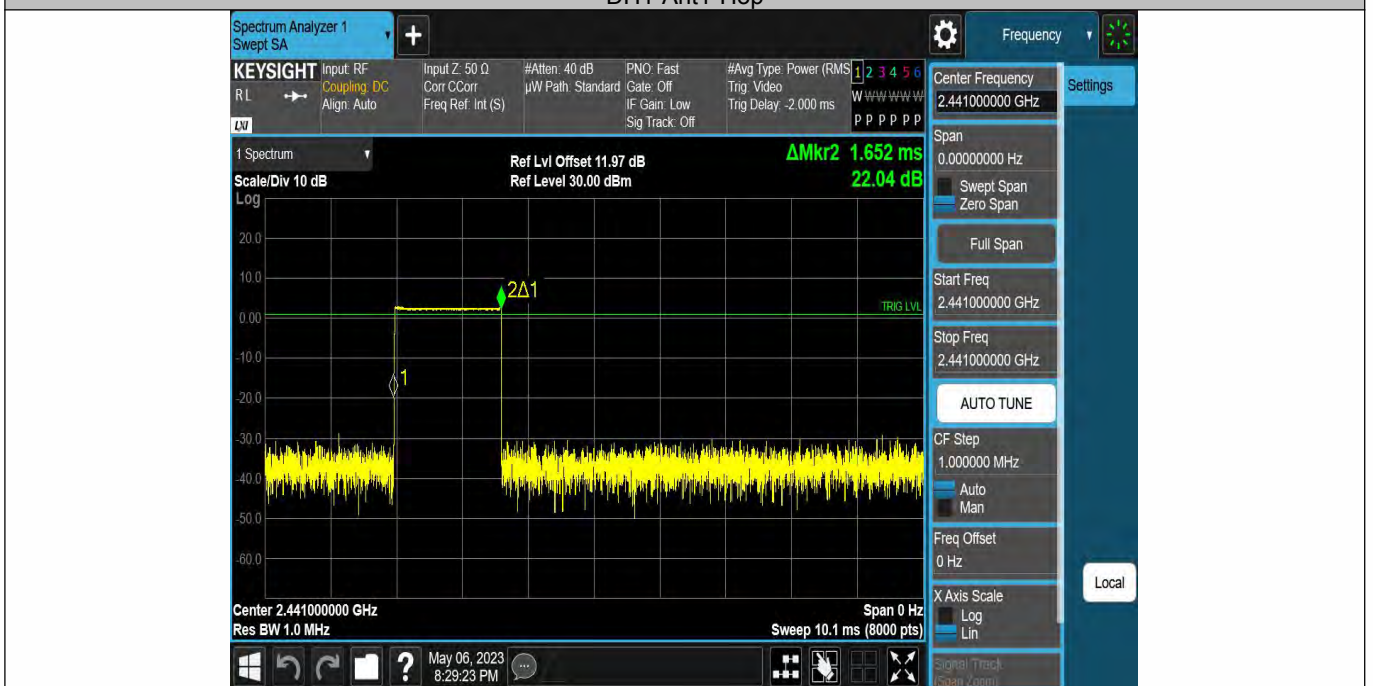 Spectrum Analyzer 1
Swept SA
Frequency
KEYSIGHT
RL
LXI
Input: RF
Coupling: DC
Align: Auto
Input Z: 50 Ω
Corr CCorr
Freq Ref: Int (S)
#Atten: 40 dB
µW Path: Standard
PNO: Fast
Gate: Off
IF Gain: Low
Sig Track: Off
#Avg Type: Power (RMS
Trig: Video
Trig Delay: -2.000 ms
1 2 3 4 5 6
W W W W W W
P P P P P P
1 Spectrum
Scale/Div 10 dB
Log
Ref Lvl Offset 11.97 dB
Ref Level 30.00 dBm
ΔMkr2 1.652 ms
22.04 dB
20.0
10.0
0.00
-10.0
-20.0
-30.0
-40.0
-50.0
-60.0
2Δ1
1
TRIG LVL
Center 2.441000000 GHz
Res BW 1.0 MHz
Span 0 Hz
Sweep 10.1 ms (8000 pts)
May 06, 2023
8:29:23 PM
Center Frequency
2.441000000 GHz
Settings
Span
0.00000000 Hz
Swept Span
Zero Span
Full Span
Start Freq
2.441000000 GHz
Stop Freq
2.441000000 GHz
AUTO TUNE
CF Step
1.000000 MHz
Auto
Man
Freq Offset
0 Hz
X Axis Scale
Log
Lin
Signal Track
(Span Zoom)
Local